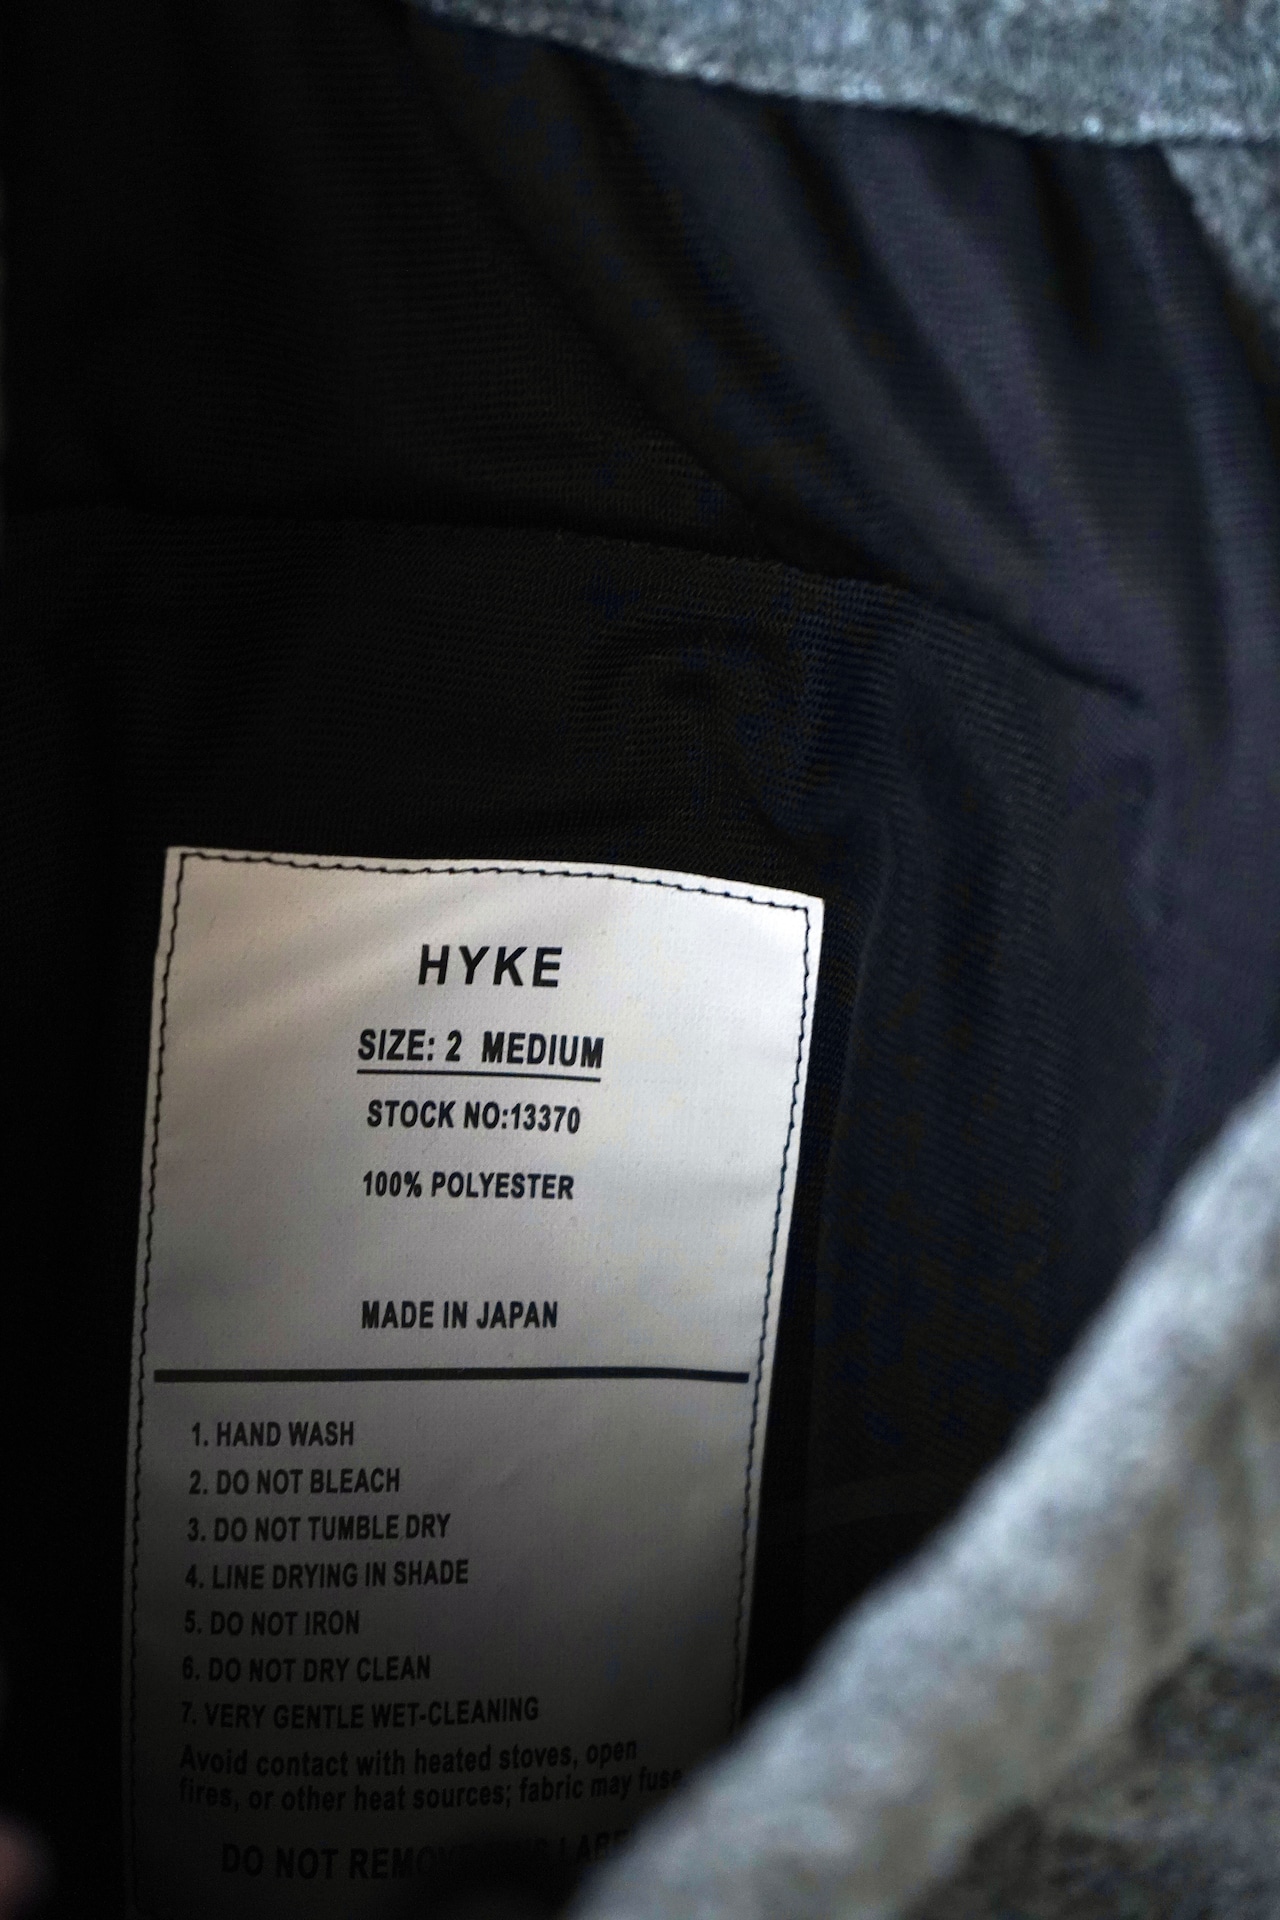 HYKE
SIZE: 2 MEDIUM
STOCK NO:13370
100% POLYESTER
MADE IN JAPAN
1. HAND WASH
2. DO NOT BLEACH
3. DO NOT TUMBLE DRY
4. LINE DRYING IN SHADE
5. DO NOT IRON
6. DO NOT DRY CLEAN
7. VERY GENTLE WET-CLEANING
Avoid contact with heated stoves, open
fires, or other heat sources; fabric may fuse
DO NOT